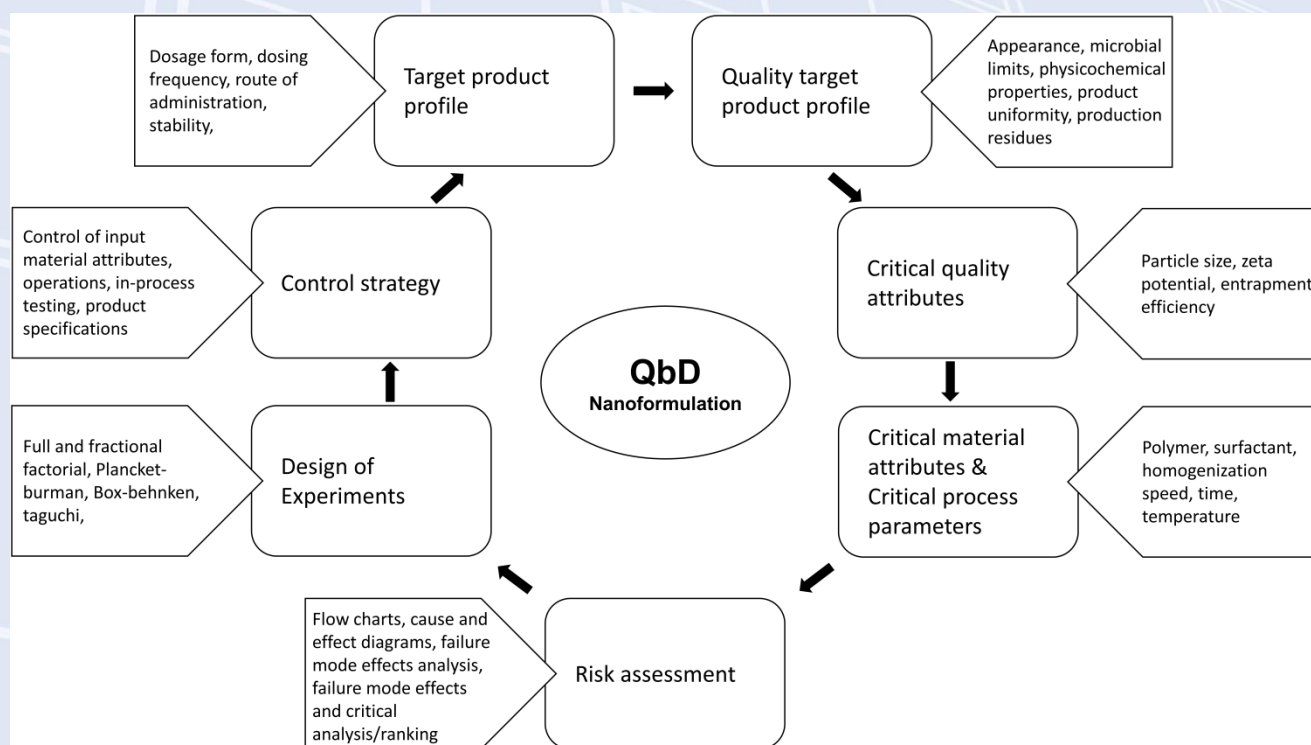 Dosage form, dosing
frequency, route of
administration,
stability,
Target product
profile
Quality target
product profile
Appearance, microbial
limits, physicochemical
properties, product
uniformity, production
residues
Control of input
material attributes,
operations, in-process
testing, product
specifications
Control strategy
Critical quality
attributes
Particle size, zeta
potential, entrapment
efficiency
QbD
Nanoformulation
Full and fractional
factorial, Plancket-
burman, Box-behnken,
taguchi,
Design of
Experiments
Critical material
attributes &
Critical process
parameters
Polymer, surfactant,
homogenization
speed, time,
temperature
Flow charts, cause and
effect diagrams, failure
mode effects analysis,
failure mode effects
and critical
analysis/ranking
Risk assessment